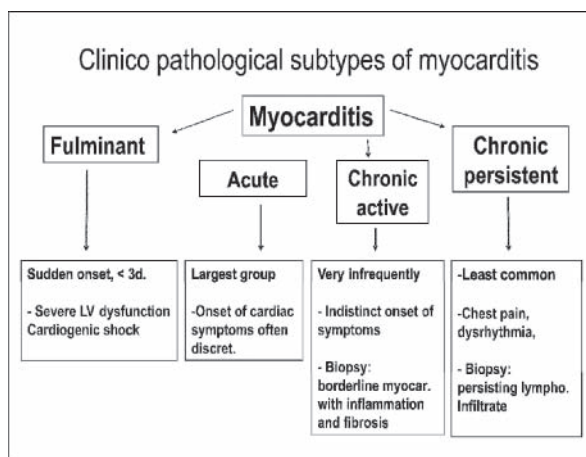 Clinico pathological subtypes of myocarditis
Myocarditis
Fulminant
Acute
Chronic
active
Chronic
persistent
Sudden onset, < 3d.
- Severe LV dysfunction
Cardiogenic shock
Largest group
-Onset of cardiac
symptoms often
discret.
Very infrequently
- Indistinct onset of
symptoms
- Biopsy:
borderline myocar.
with inflammation
and fibrosis
-Least common
-Chest pain,
dysrhythmia,
- Biopsy:
persisting lympho.
Infiltrate